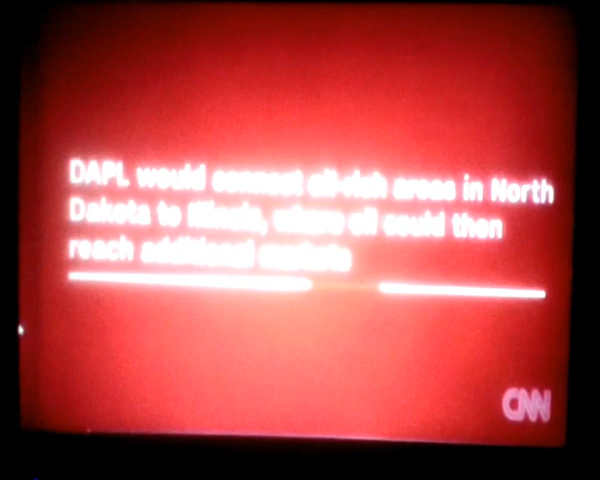 DAPL would connect oil-rich areas in North
Dakota to Illinois, where oil could then
reach additional markets
CNN